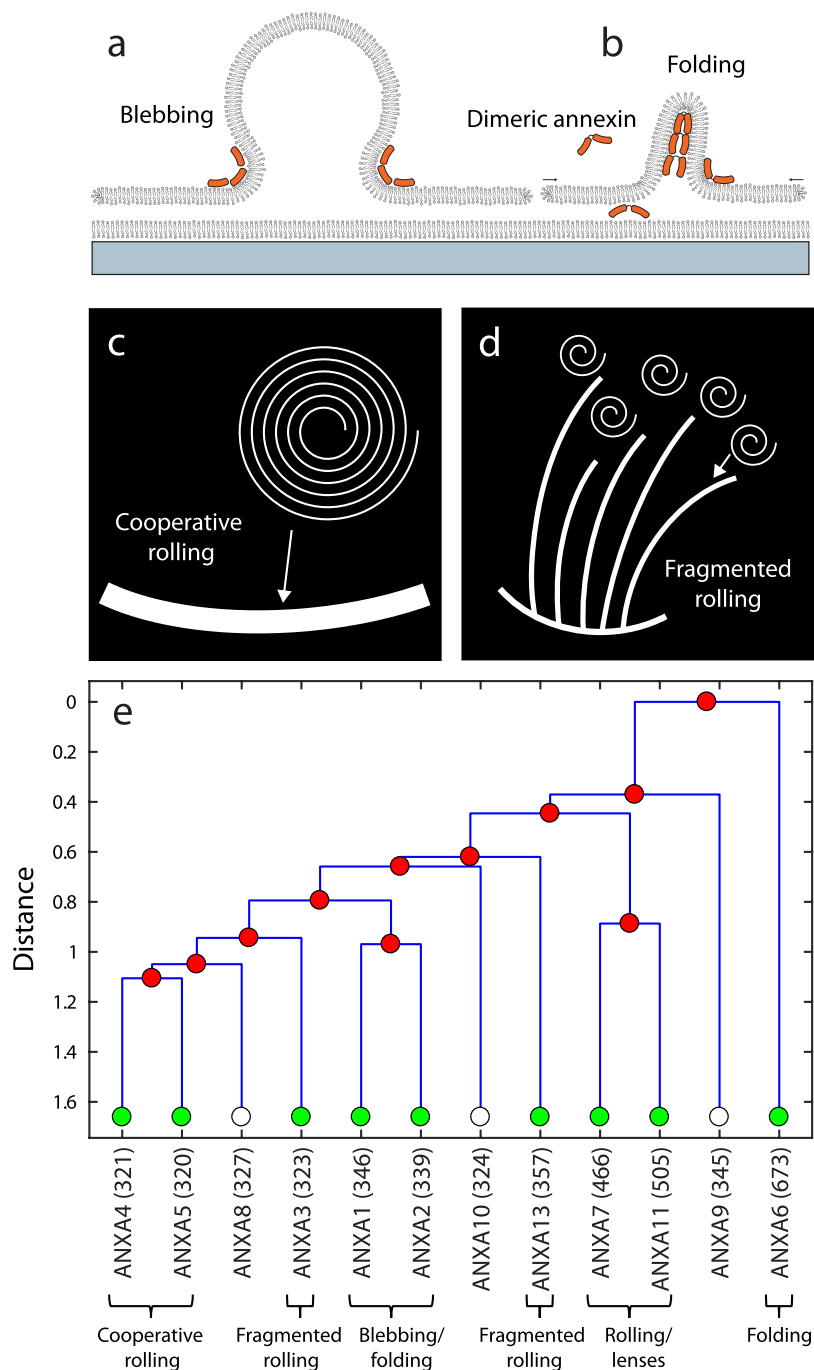 a
b
Blebbing
Folding
Dimeric annexin
c
d
Cooperative
rolling
Fragmented
rolling
e
Distance
0
0.2
0.4
0.6
0.8
1
1.2
1.4
1.6
ANXA4 (321)
ANXA5 (320)
ANXA8 (327)
ANXA3 (323)
ANXA1 (346)
ANXA2 (339)
ANXA10 (324)
ANXA13 (357)
ANXA7 (466)
ANXA11 (505)
ANXA9 (345)
ANXA6 (673)
Cooperative
rolling
Fragmented
rolling
Blebbing/
folding
Fragmented
rolling
Rolling/
lenses
Folding